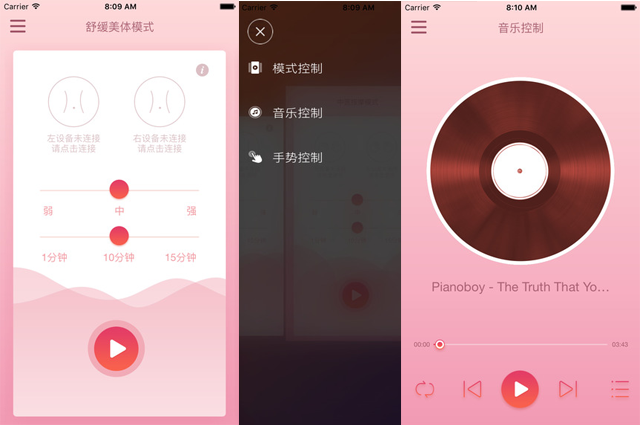 Carrier 8:09 AM
舒缓美体模式
左设备未连接
请点击连接
右设备未连接
请点击连接
弱 中 强
1分钟 10分钟 15分钟
Carrier 8:09 AM
模式控制
音乐控制
手势控制
Carrier 8:10 AM
音乐控制
Pianoboy - The Truth That Yo...
00:00 03:43